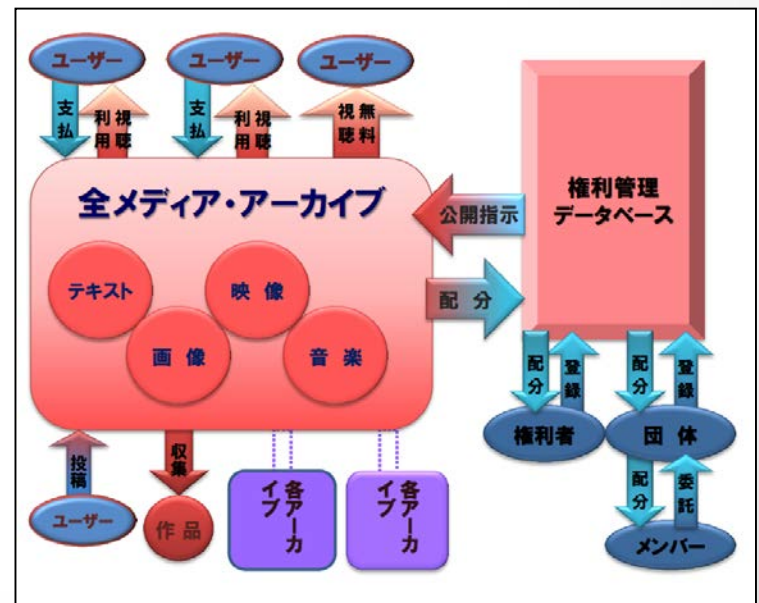 ユーザー
ユーザー
ユーザー
支払
視聴
利用
支払
視聴
利用
無料
視聴
全メディア・アーカイブ
テキスト
映像
画像
音楽
権利管理
データベース
公開指示
配分
配分
登録
配分
登録
権利者
団体
配分
委託
メンバー
投稿
収集
ユーザー
作品
各アーカ
イブ
各アーカ
イブ